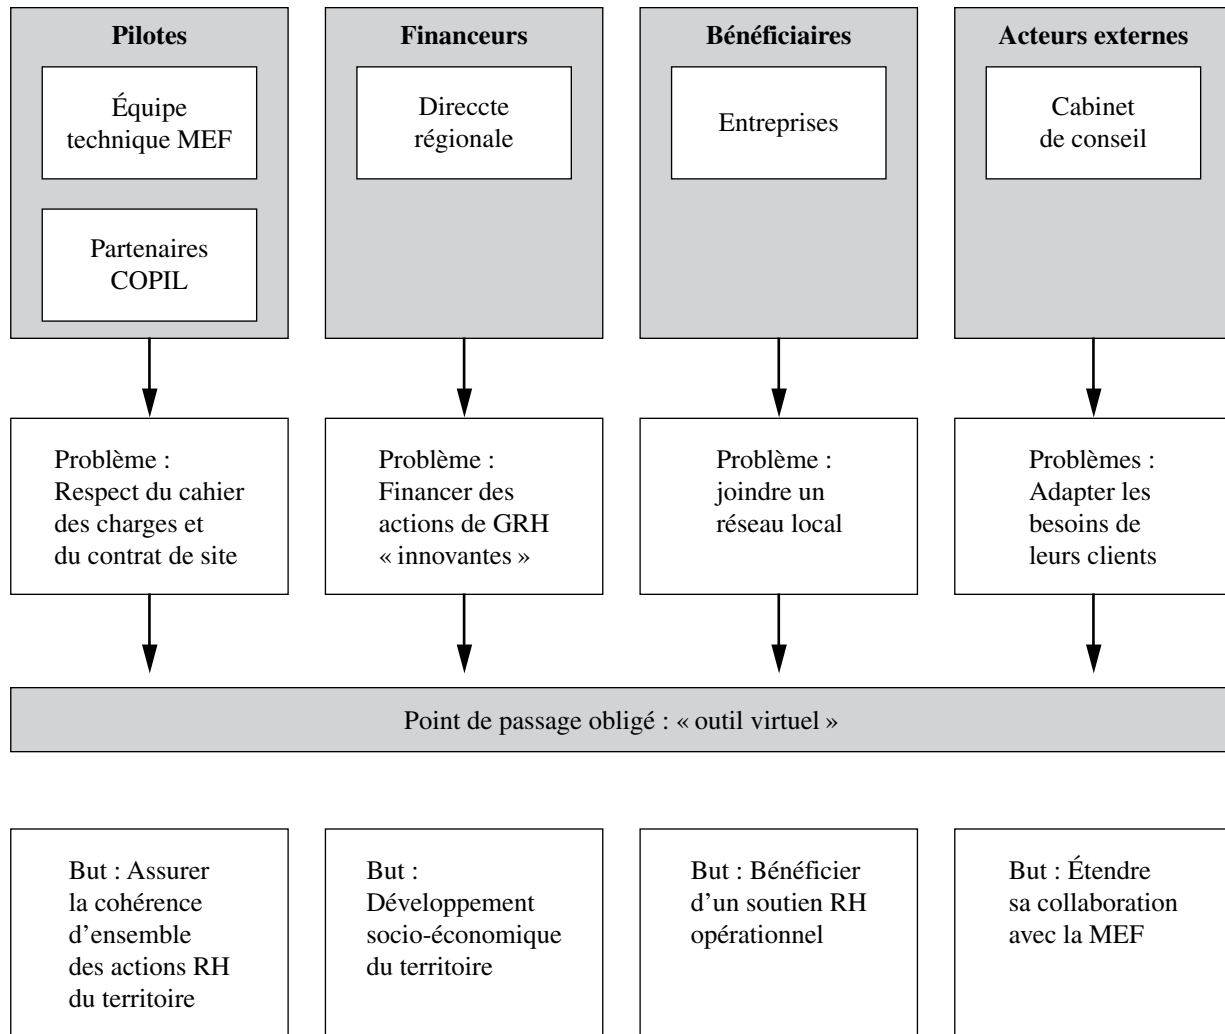 Pilotes
Équipe
technique MEF
Partenaires
COPIL
Financeurs
Direccte
régionale
Bénéficiaires
Entreprises
Acteurs externes
Cabinet
de conseil
Problème :
Respect du cahier
des charges et
du contrat de site
Problème :
Financer des
actions de GRH
« innovantes »
Problème :
joindre un
réseau local
Problèmes :
Adapter les
besoins de
leurs clients
Point de passage obligé : « outil virtuel »
But : Assurer
la cohérence
d’ensemble
des actions RH
du territoire
But :
Développement
socio-économique
du territoire
But : Bénéficier
d’un soutien RH
opérationnel
But : Étendre
sa collaboration
avec la MEF